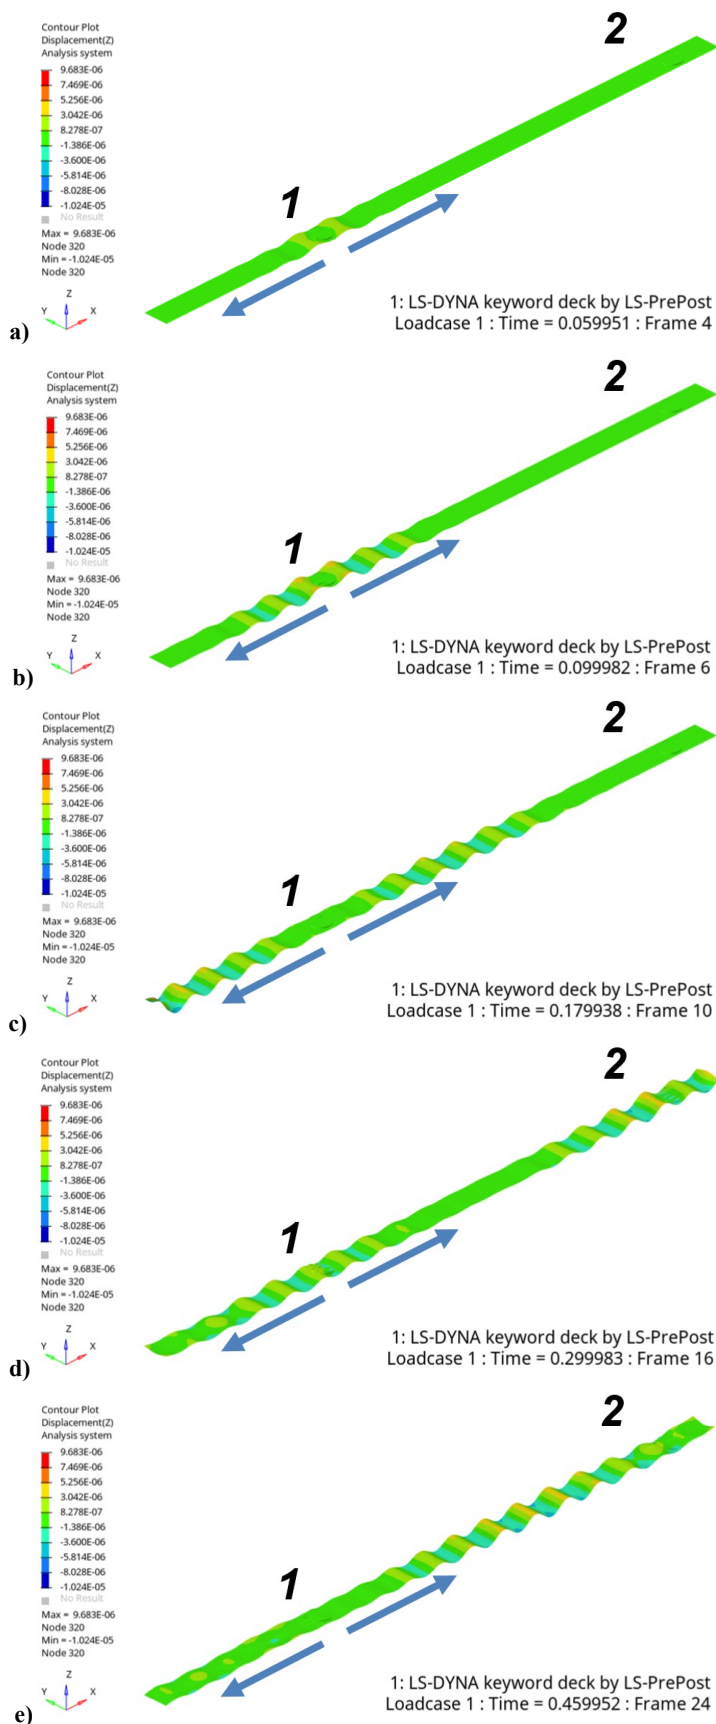 Contour Plot
Displacement(Z)
Analysis system
9.683E-06
7.469E-06
5.256E-06
3.042E-06
8.278E-07
-1.386E-06
-3.600E-06
-5.814E-06
-8.028E-06
-1.024E-05
No Result
Max = 9.683E-06
Node 320
Min = -1.024E-05
Node 320
Z
Y X
1
2
1: LS-DYNA keyword deck by LS-PrePost
Loadcase 1 : Time = 0.059951 : Frame 4
a)
Contour Plot
Displacement(Z)
Analysis system
9.683E-06
7.469E-06
5.256E-06
3.042E-06
8.278E-07
-1.386E-06
-3.600E-06
-5.814E-06
-8.028E-06
-1.024E-05
No Result
Max = 9.683E-06
Node 320
Min = -1.024E-05
Node 320
Z
Y X
1
2
1: LS-DYNA keyword deck by LS-PrePost
Loadcase 1 : Time = 0.099982 : Frame 6
b)
Contour Plot
Displacement(Z)
Analysis system
9.683E-06
7.469E-06
5.256E-06
3.042E-06
8.278E-07
-1.386E-06
-3.600E-06
-5.814E-06
-8.028E-06
-1.024E-05
No Result
Max = 9.683E-06
Node 320
Min = -1.024E-05
Node 320
Z
Y X
1
2
1: LS-DYNA keyword deck by LS-PrePost
Loadcase 1 : Time = 0.179938 : Frame 10
c)
Contour Plot
Displacement(Z)
Analysis system
9.683E-06
7.469E-06
5.256E-06
3.042E-06
8.278E-07
-1.386E-06
-3.600E-06
-5.814E-06
-8.028E-06
-1.024E-05
No Result
Max = 9.683E-06
Node 320
Min = -1.024E-05
Node 320
Z
Y X
1
2
1: LS-DYNA keyword deck by LS-PrePost
Loadcase 1 : Time = 0.299983 : Frame 16
d)
Contour Plot
Displacement(Z)
Analysis system
9.683E-06
7.469E-06
5.256E-06
3.042E-06
8.278E-07
-1.386E-06
-3.600E-06
-5.814E-06
-8.028E-06
-1.024E-05
No Result
Max = 9.683E-06
Node 320
Min = -1.024E-05
Node 320
Z
Y X
1
2
1: LS-DYNA keyword deck by LS-PrePost
Loadcase 1 : Time = 0.459952 : Frame 24
e)